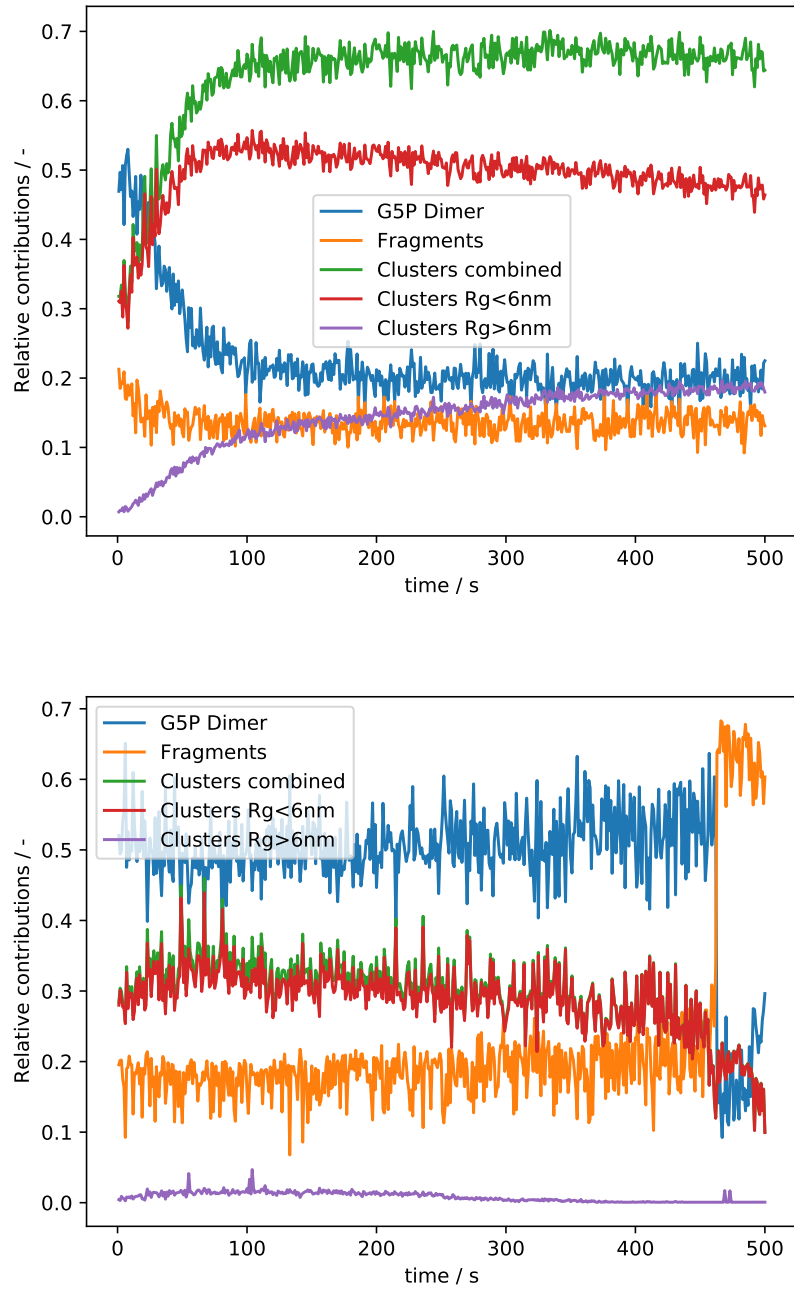 0.7
0.6
0.5
0.4
0.3
0.2
0.1
0.0
Relative contributions / -
G5P Dimer
Fragments
Clusters combined
Clusters Rg<6nm
Clusters Rg>6nm
0 100 200 300 400 500
time / s
0.7
0.6
0.5
0.4
0.3
0.2
0.1
0.0
Relative contributions / -
G5P Dimer
Fragments
Clusters combined
Clusters Rg<6nm
Clusters Rg>6nm
0 100 200 300 400 500
time / s